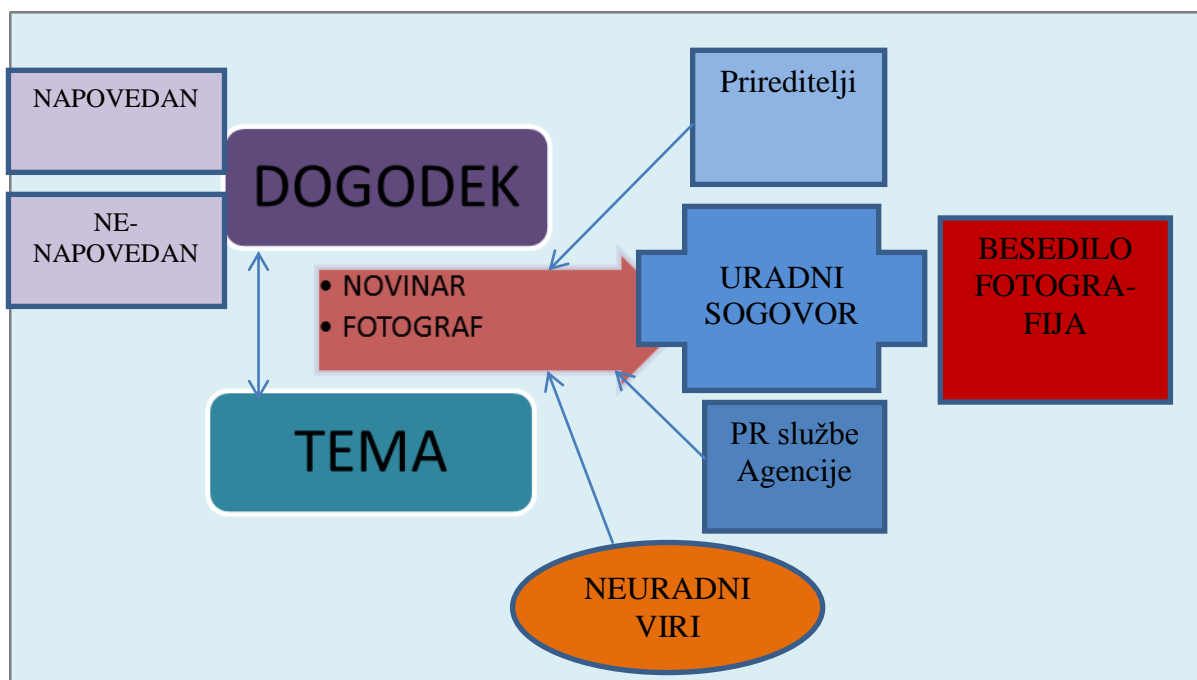 NAPOVEDAN
NE-
NAPOVEDAN
DOGODEK
• NOVINAR
• FOTOGRAF
TEMA
Prireditelji
URADNI
SOGOVOR
PR službe
Agencije
NEURADNI
VIRI
BESEDILO
FOTOGRA-
FIJA